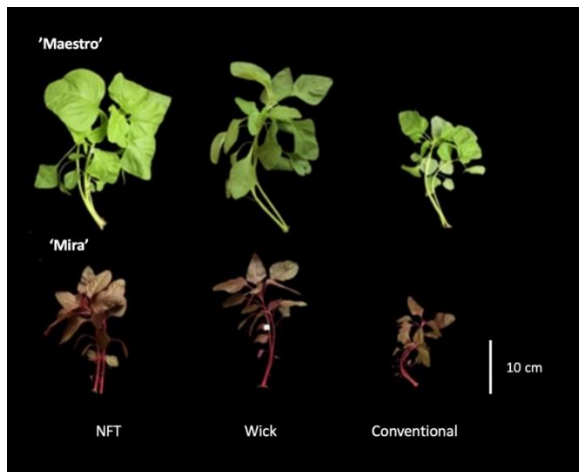 ’Maestro’
‘Mira’
10 cm
NFT
Wick
Conventional